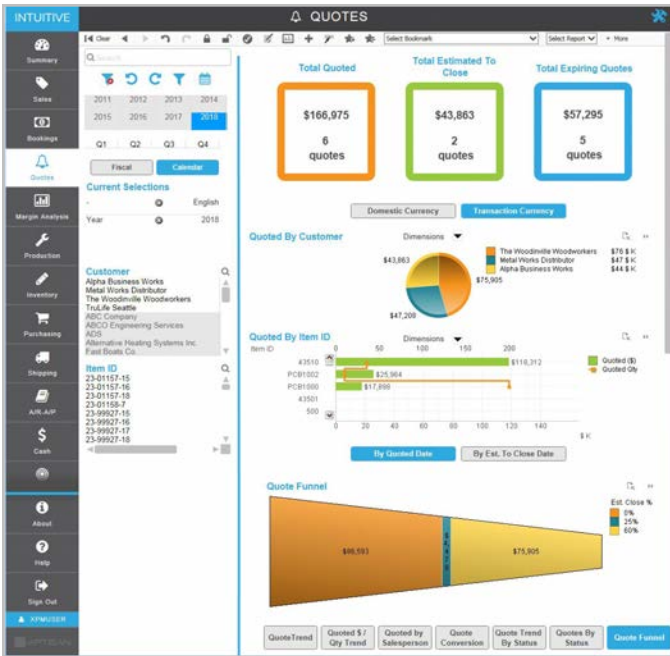 INTUITIVE
QUOTES
Clear
Select Bookmark
Select Report
More
Summary
Sales
Bookings
Quotes
Margin Analysis
Production
Inventory
Purchasing
Shipping
A/R-A/P
Cash
About
Help
Sign Out
XPMUSER
APTEAN
Search
2011 2012 2013 2014
2015 2016 2017 2018
Q1 Q2 Q3 Q4
Fiscal Calendar
Current Selections
- English
Year 2018
Customer
Alpha Business Works
Metal Works Distributor
The Woodinville Woodworkers
TruLife Seattle
ABC Company
ABCO Engineering Services
ADS
Alternative Heating Systems Inc.
Fast Boats Co.
Item ID
23-01157-15
23-01157-16
23-01157-18
23-01158-7
23-99927-15
23-99927-16
23-99927-17
23-99927-18
Total Quoted
$166,975
6
quotes
Total Estimated To
Close
$43,863
2
quotes
Total Expiring Quotes
$57,295
5
quotes
Domestic Currency Transaction Currency
Quoted By Customer Dimensions
$43,863
$75,905
$47,208
The Woodinville Woodworkers $76 $ K
Metal Works Distributor $47 $ K
Alpha Business Works $44 $ K
Quoted By Item ID Dimensions
Item ID 0 50 100 150 200
43510 $118,312
PCB1002 $25,964
PCB1000 $17,899
43501
500
0 20 40 60 80 100 120 140
$ K
Quoted ($)
Quoted Qty
By Quoted Date By Est. To Close Date
Quote Funnel
Est. Close %
0%
25%
60%
$75,905
QuoteTrend
Quoted $ /
Qty Trend
Quoted by
Salesperson
Quote
Conversion
Quote Trend
By Status
Quotes By
Status
Quote Funnel